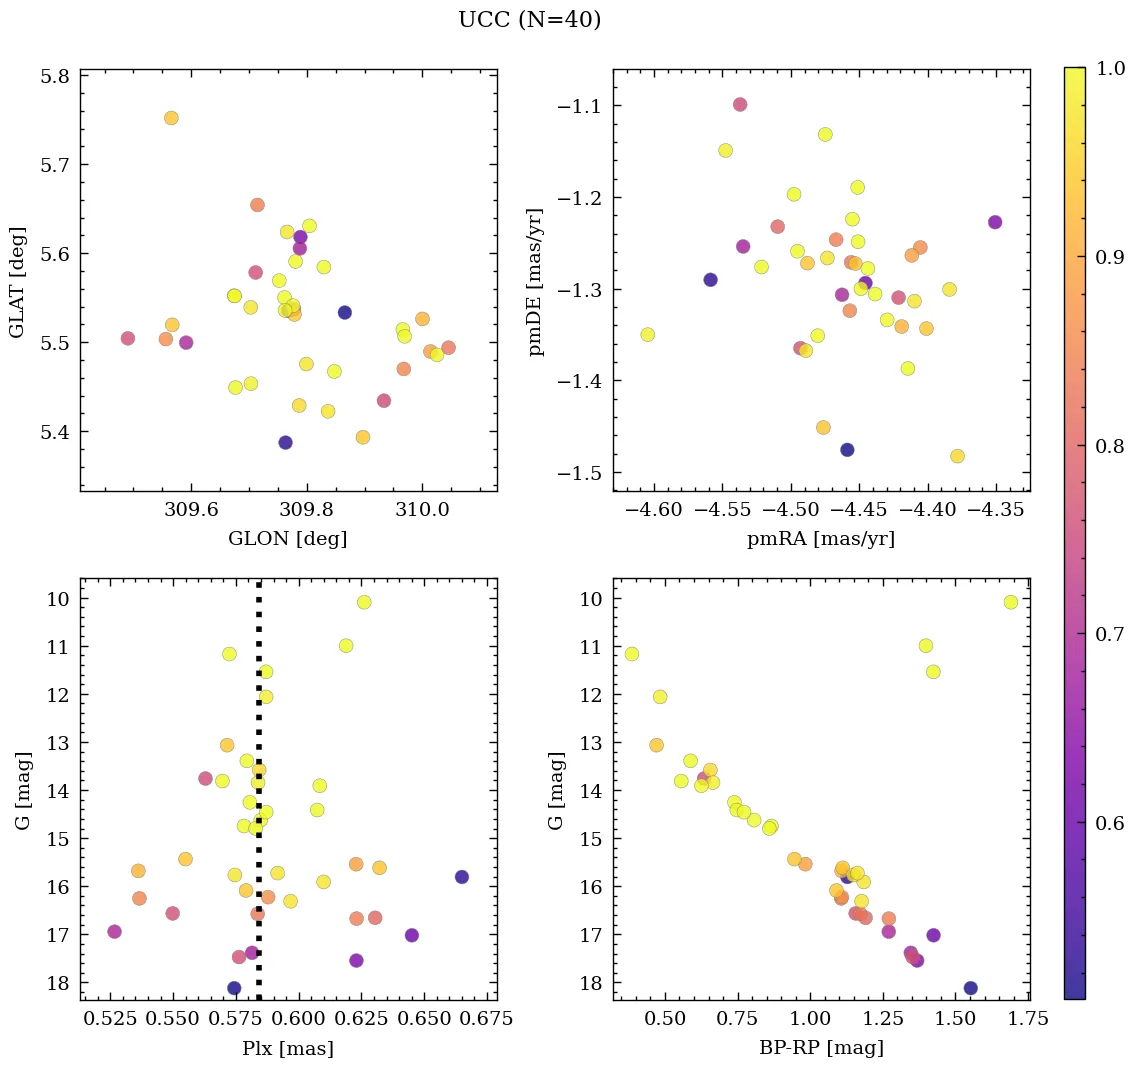 UCC (N=40)
5.8
5.7
5.6
5.5
5.4
GLAT [deg]
309.6 309.8 310.0
GLON [deg]
−1.1
−1.2
−1.3
−1.4
−1.5
pmDE [mas/yr]
−4.60 −4.55 −4.50 −4.45 −4.40 −4.35
pmRA [mas/yr]
10
11
12
13
14
15
16
17
18
G [mag]
0.525 0.550 0.575 0.600 0.625 0.650 0.675
Plx [mas]
10
11
12
13
14
15
16
17
18
G [mag]
0.50 0.75 1.00 1.25 1.50 1.75
BP-RP [mag]
1.0
0.9
0.8
0.7
0.6